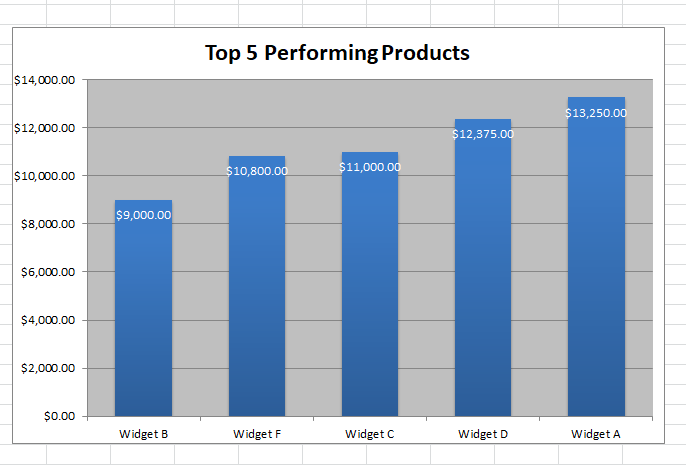 Top 5 Performing Products
$14,000.00
$12,000.00
$10,000.00
$8,000.00
$6,000.00
$4,000.00
$2,000.00
$0.00
$9,000.00
$10,800.00
$11,000.00
$12,375.00
$13,250.00
Widget B
Widget F
Widget C
Widget D
Widget A